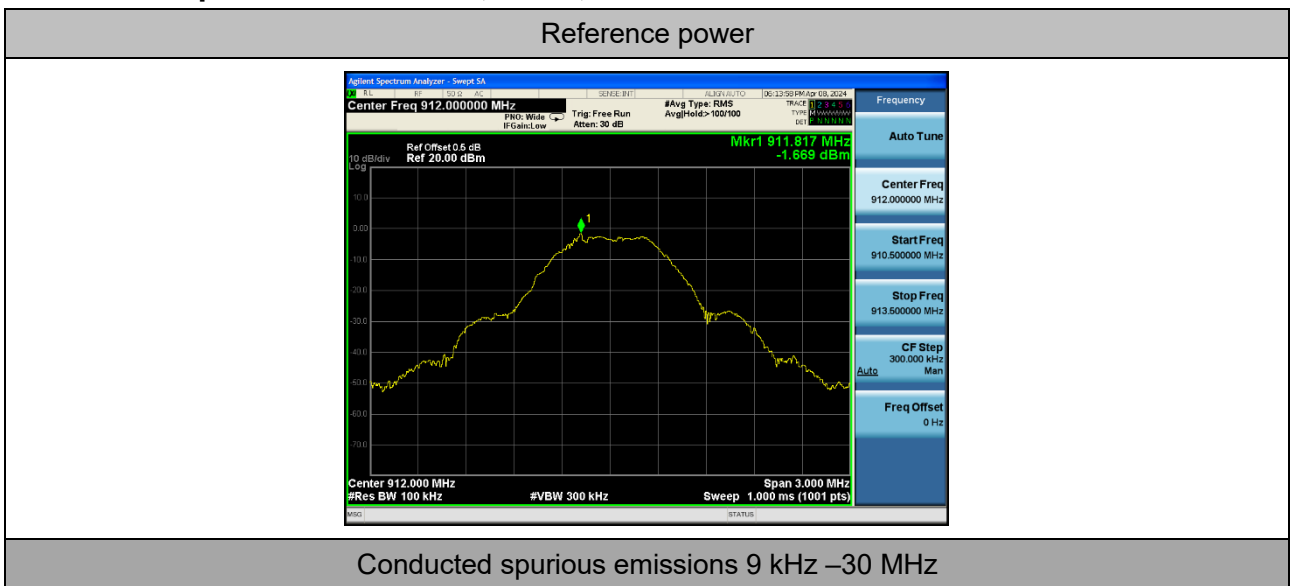 Reference power
Agilent Spectrum Analyzer - Swept SA
RL RF 50 Ω AC SENSE:INT ALIGN AUTO 06:13:58 PM Apr 08, 2024
Center Freq 912.000000 MHz
PNO: Wide
IFGain:Low
Trig: Free Run
Atten: 30 dB
#Avg Type: RMS
Avg|Hold:> 100/100
TRACE 1 2 3 4 5 6
TYPE M
DET P N N N N N
Ref Offset 0.5 dB
Ref 20.00 dBm
10 dB/div
Log
Mkr1 911.817 MHz
-1.669 dBm
10.0
0.00
-10.0
-20.0
-30.0
-40.0
-50.0
-60.0
-70.0
1
Center 912.000 MHz
Span 3.000 MHz
#Res BW 100 kHz #VBW 300 kHz Sweep 1.000 ms (1001 pts)
MSG STATUS
Frequency
Auto Tune
Center Freq
912.000000 MHz
Start Freq
910.500000 MHz
Stop Freq
913.500000 MHz
CF Step
300.000 kHz
Auto Man
Freq Offset
0 Hz
Conducted spurious emissions 9 kHz –30 MHz